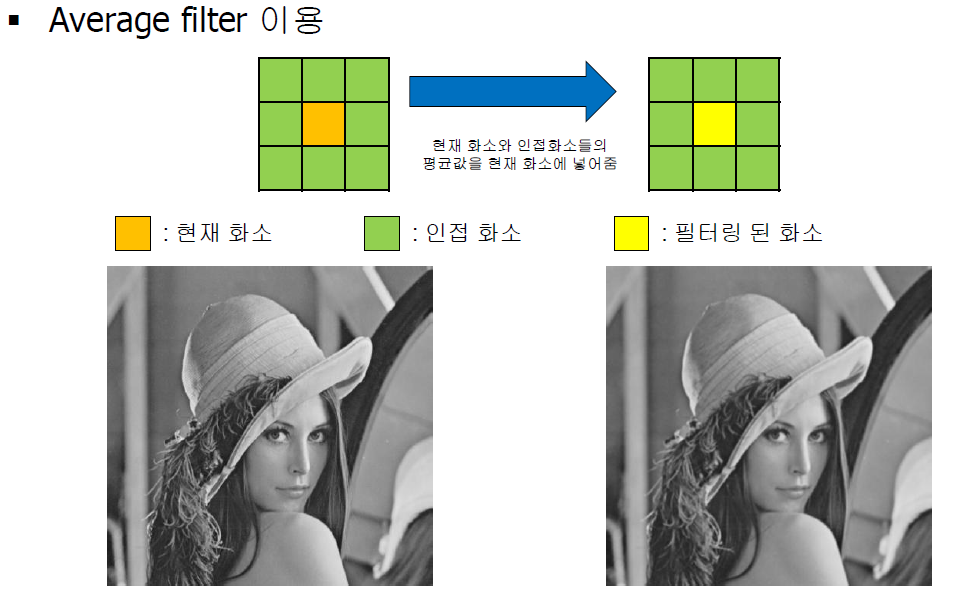 ▪ Average filter 이용
현재 화소와 인접화소들의
평균값을 현재 화소에 넣어줌
: 현재 화소
: 인접 화소
: 필터링 된 화소